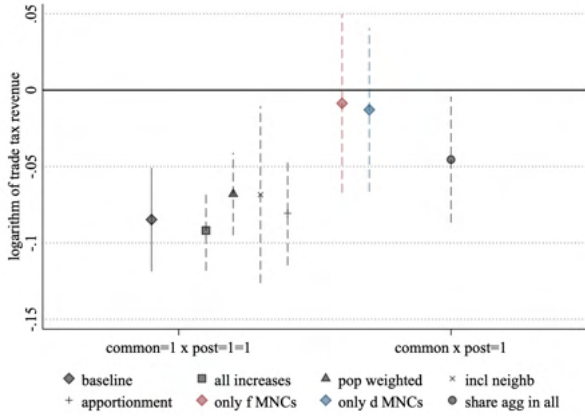 .05
0
-.05
-.1
-.15
logarithm of trade tax revenue
common=1 x post=1=1 common x post=1
baseline all increases pop weighted incl neighb
apportionment only f MNCs only d MNCs share agg in all